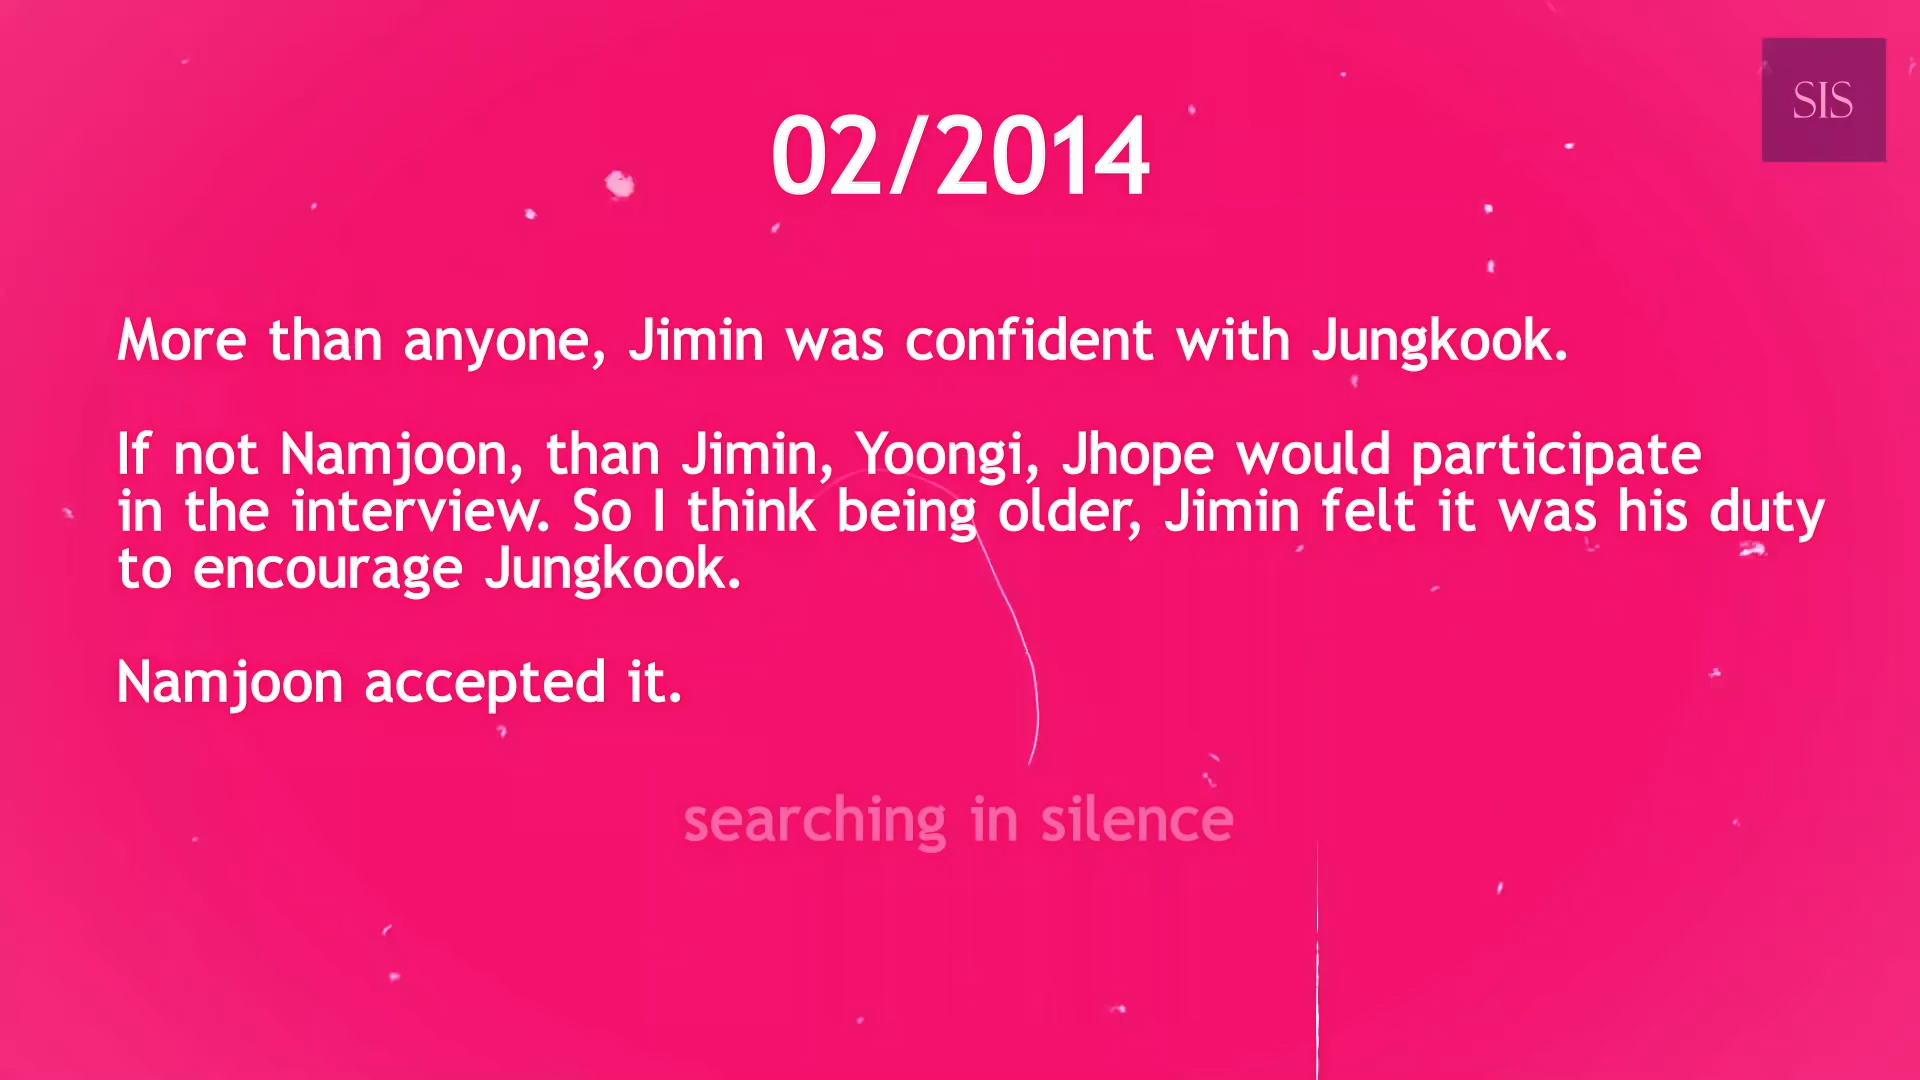 SIS
02/2014
More than anyone, Jimin was confident with Jungkook.
If not Namjoon, than Jimin, Yoongi, Jhope would participate
in the interview. So I think being older, Jimin felt it was his duty
to encourage Jungkook.
Namjoon accepted it.
searching in silence